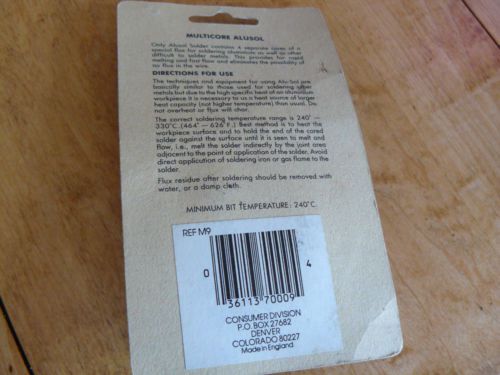 MULTICORE ALUSOL
Only Alusol Solder contains 4 separate cores of a
special flux for soldering aluminium as well as other
difficult to solder metals. This provides for rapid
melting and fast flow and eliminates the possibility of
no flux in the wire.
DIRECTIONS FOR USE
The techniques and equipment for using Alu-Sol are
basically similar to those used for soldering other
metals but due to the high specific heat of an aluminium
workpiece it is necessary to use a heat source of larger
heat capacity (not higher temperature) than usual. Do
not overheat or flux will char.
The correct soldering temperature range is 240° —
330°C.(464° — 626°F.) Best method is to heat the
workpiece surface and to hold the end of the cored
solder against the surface until it is seen to melt and
flow, i.e., melt the solder indirectly by the joint area
adjacent to the point of application of the solder. Avoid
direct application of soldering iron or gas flame to the
solder.
Flux residue after soldering should be removed with
water, or a damp cloth.
MINIMUM BIT TEMPERATURE: 240°C.
REF M9
0 36113 70009 4
CONSUMER DIVISION
P.O. BOX 27682
DENVER
COLORADO 80227
Made in England